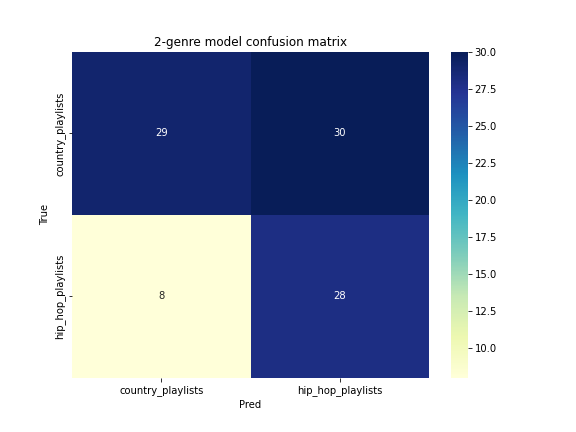 2-genre model confusion matrix
True
country_playlists
hip_hop_playlists
29
30
8
28
country_playlists
hip_hop_playlists
Pred
30.0
27.5
25.0
22.5
20.0
17.5
15.0
12.5
10.0